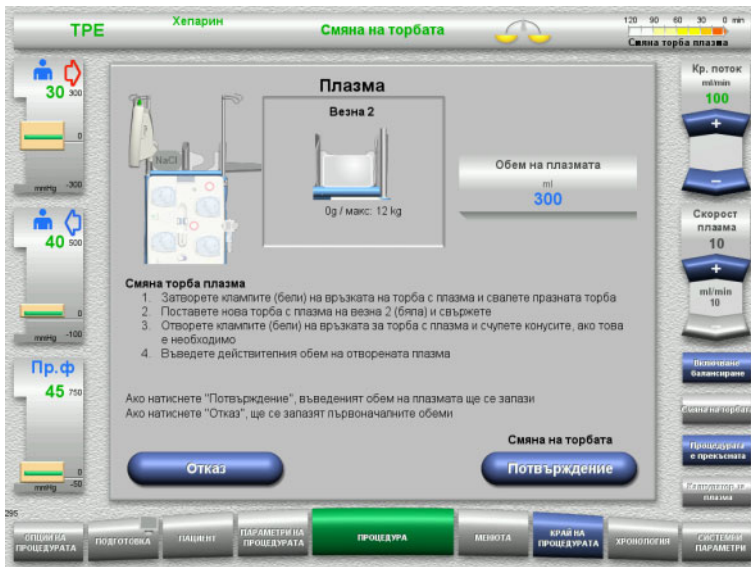 TPE
Хепарин
Смяна на торбата
120 90 60 30 0 min
Смяна торба плазма
30 300
0
mmHg -300
40 500
0
mmHg -100
Пр.ф
45 750
0
mmHg -50
Плазма
Везна 2
NaCl
0g / макс: 12 kg
Обем на плазмата
ml
300
Смяна торба плазма
1. Затворете клампите (бели) на връзката на торба с плазма и свалете празната торба
2. Поставете нова торба с плазма на везна 2 (бяла) и свържете
3. Отворете клампите (бели) на връзката за торба с плазма и счупете конусите, ако това
е необходимо
4. Въведете действителния обем на отворената плазма
Ако натиснете "Потвърждение", въведеният обем на плазмата ще се запази
Ако натиснете "Отказ", ще се запазят първоначалните обеми
Смяна на торбата
Отказ
Потвърждение
Кр. поток
ml/min
100
+
–
Скорост
плазма
10
+
ml/min
10
–
Включване
балансиране
Смяна на торбата
Процедурата
е прекъсната
плазма
295
ОПЦИИ НА
ПРОЦЕДУРАТА
ПОДГОТОВКА
ПАЦИЕНТ
ПАРАМЕТРИ НА
ПРОЦЕДУРАТА
ПРОЦЕДУРА
МЕНЮТА
КРАЙ НА
ПРОЦЕДУРАТА
ХРОНОЛОГИЯ
СИСТЕМНИ
ПАРАМЕТРИ